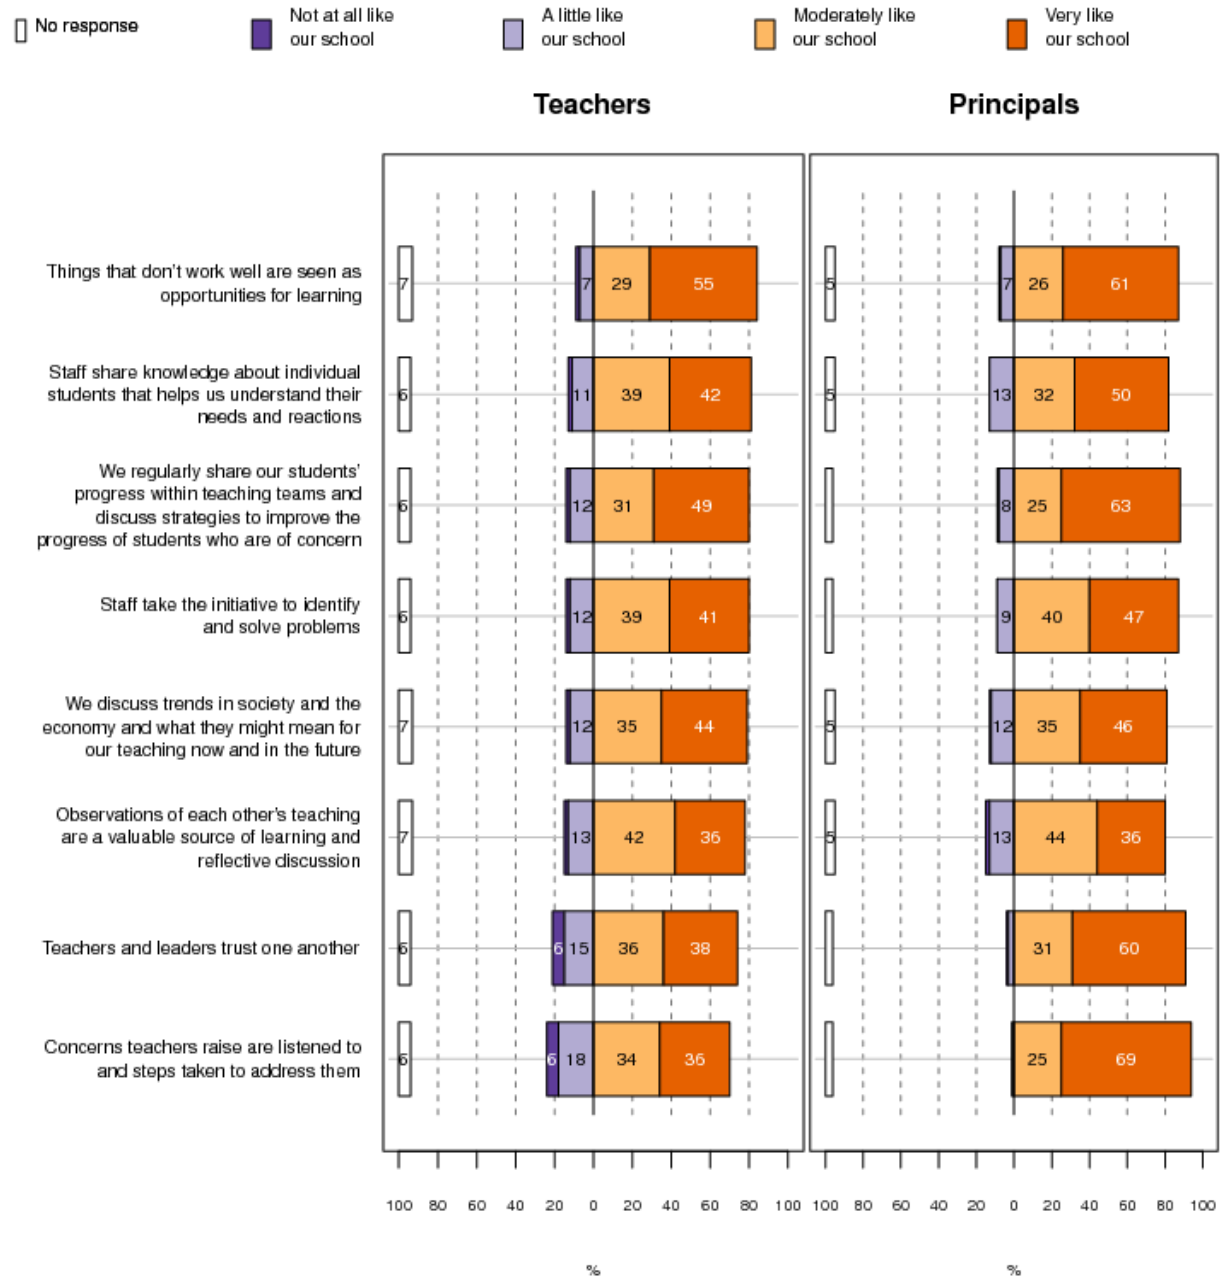 No response
Not at all like
our school
A little like
our school
Moderately like
our school
Very like
our school
Teachers
Principals
Things that don't work well are seen as
opportunities for learning
7 7 29 55 5 7 26 61
Staff share knowledge about individual
students that helps us understand their
needs and reactions
6 11 39 42 5 13 32 50
We regularly share our students'
progress within teaching teams and
discuss strategies to improve the
progress of students who are of concern
6 12 31 49 8 25 63
Staff take the initiative to identify
and solve problems
6 12 39 41 9 40 47
We discuss trends in society and the
economy and what they might mean for
our teaching now and in the future
7 12 35 44 5 12 35 46
Observations of each other's teaching
are a valuable source of learning and
reflective discussion
7 13 42 36 5 13 44 36
Teachers and leaders trust one another
6 6 15 36 38 31 60
Concerns teachers raise are listened to
and steps taken to address them
6 6 18 34 36 25 69
100 80 60 40 20 0 20 40 60 80 100
100 80 60 40 20 0 20 40 60 80 100
%
%